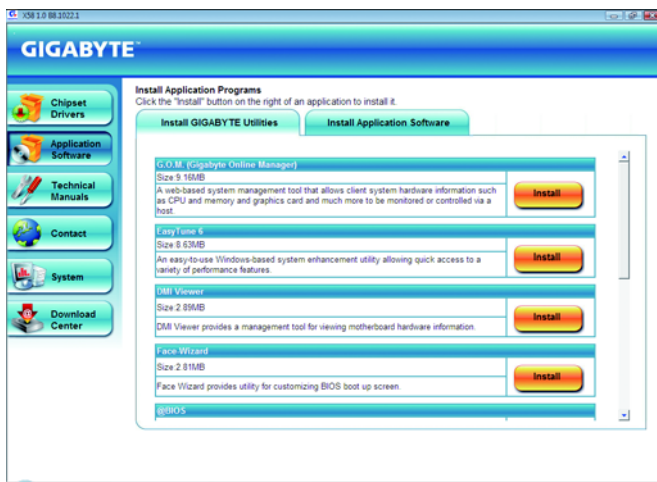 X58 1.0 B8.1022.1
GIGABYTE™
Chipset
Drivers
Application
Software
Technical
Manuals
Contact
System
Download
Center
Install Application Programs
Click the "Install" button on the right of an application to install it.
Install GIGABYTE Utilities
Install Application Software
G.O.M. (Gigabyte Online Manager)
Size:9.16MB
A web-based system management tool that allows client system hardware information such
as CPU and memory and graphics card and much more to be monitored or controlled via a
host.
Install
EasyTune 6
Size:8.63MB
An easy-to-use Windows-based system enhancement utility allowing quick access to a
variety of performance features.
Install
DMI Viewer
Size:2.89MB
DMI Viewer provides a management tool for viewing motherboard hardware information.
Install
Face-Wizard
Size:2.81MB
Face Wizard provides utility for customizing BIOS boot up screen.
Install
@BIOS